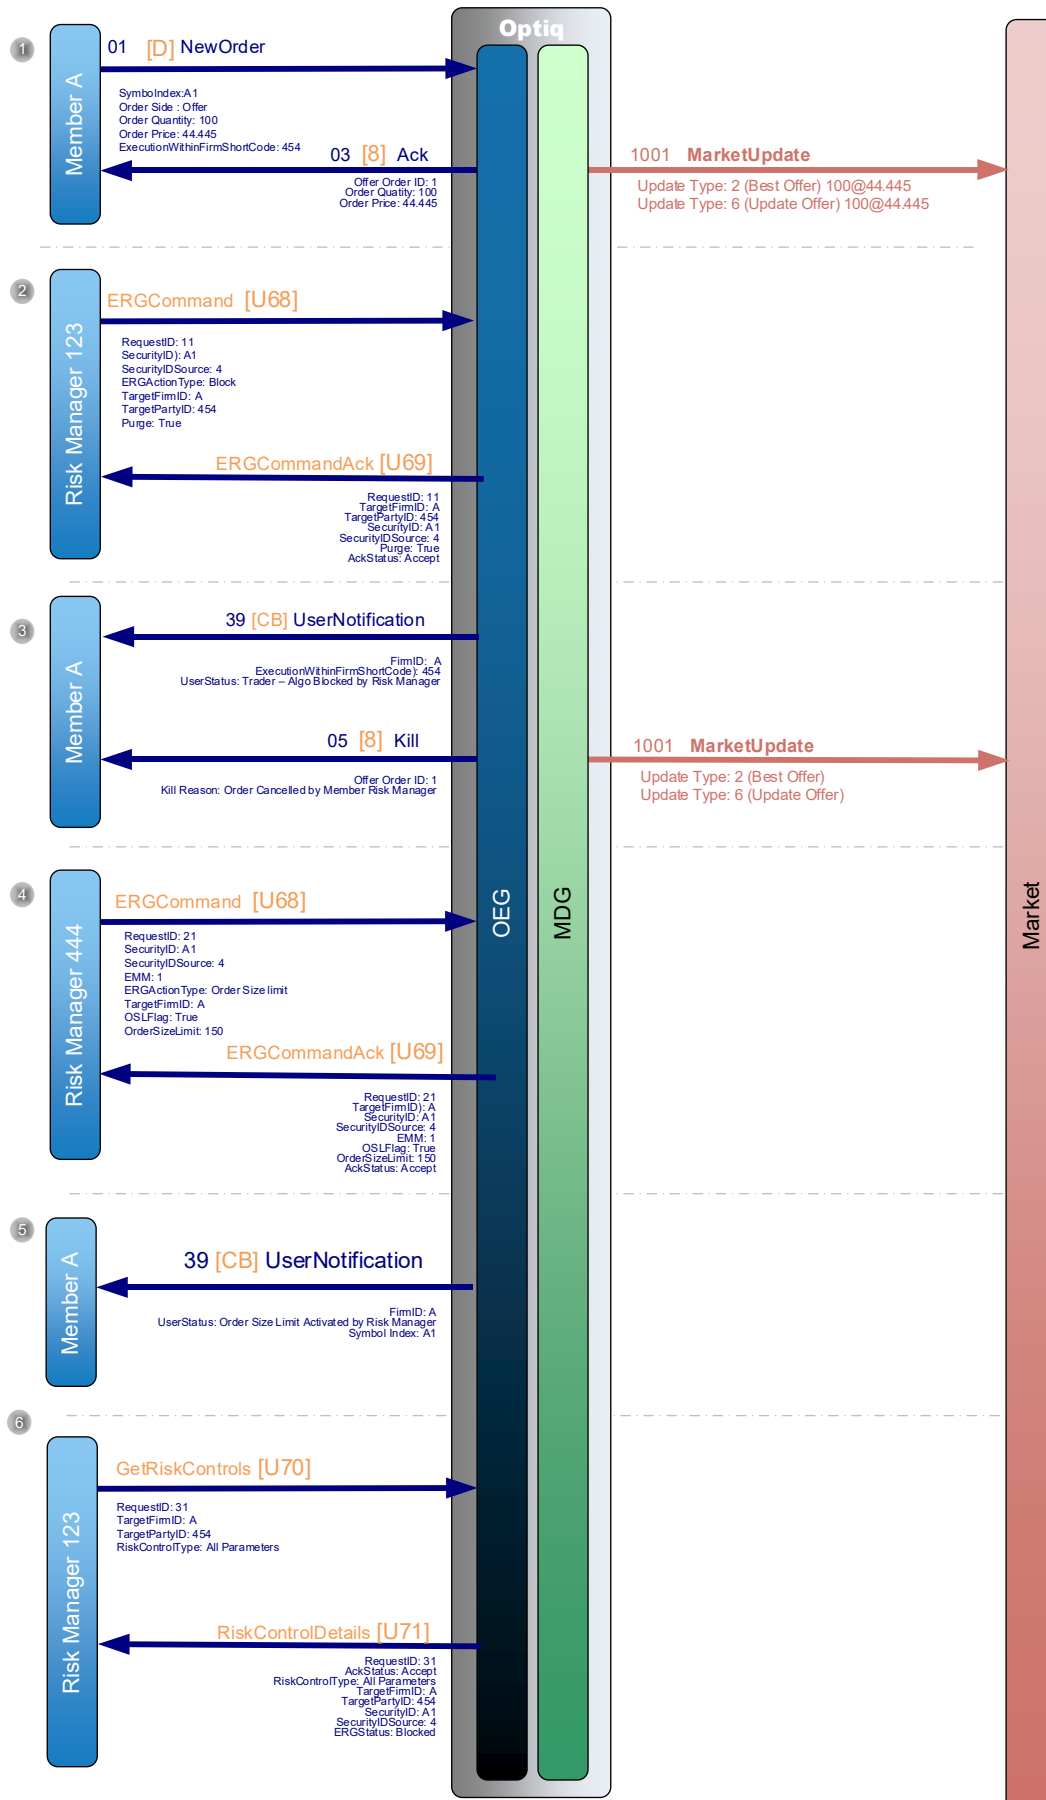 Optiq
1
Member A
01 [D] NewOrder
SymbolIndex:A1
Order Side : Offer
Order Quantity: 100
Order Price: 44.445
ExecutionWithinFirmShortCode: 454
03 [8] Ack
Offer Order ID: 1
Order Quatity: 100
Order Price: 44.445
1001 MarketUpdate
Update Type: 2 (Best Offer) 100@44.445
Update Type: 6 (Update Offer) 100@44.445
2
Risk Manager 123
ERGCommand [U68]
RequestID: 11
SecurityID): A1
SecurityIDSource: 4
ERGActionType: Block
TargetFirmID: A
TargetPartyID: 454
Purge: True
ERGCommandAck [U69]
RequestID: 11
TargetFirmID: A
TargetPartyID: 454
SecurityID: A1
SecurityIDSource: 4
Purge: True
AckStatus: Accept
3
Member A
39 [CB] UserNotification
FirmID: A
ExecutionWithinFirmShortCode): 454
UserStatus: Trader – Algo Blocked by Risk Manager
05 [8] Kill
Offer Order ID: 1
Kill Reason: Order Cancelled by Member Risk Manager
1001 MarketUpdate
Update Type: 2 (Best Offer)
Update Type: 6 (Update Offer)
4
Risk Manager 444
ERGCommand [U68]
RequestID: 21
SecurityID: A1
SecurityIDSource: 4
EMM: 1
ERGActionType: Order Size limit
TargetFirmID: A
OSLFlag: True
OrderSizeLimit: 150
ERGCommandAck [U69]
RequestID: 21
TargetFirmID): A
SecurityID: A1
SecurityIDSource: 4
EMM: 1
OSLFlag: True
OrderSizeLimit: 150
AckStatus: Accept
OEG
MDG
Market
5
Member A
39 [CB] UserNotification
FirmID: A
UserStatus: Order Size Limit Activated by Risk Manager
Symbol Index: A1
6
Risk Manager 123
GetRiskControls [U70]
RequestID: 31
TargetFirmID: A
TargetPartyID: 454
RiskControlType: All Parameters
RiskControlDetails [U71]
RequestID: 31
AckStatus: Accept
RiskControlType: All Parameters
TargetFirmID: A
TargetPartyID: 454
SecurityID: A1
SecurityIDSource: 4
ERGStatus: Blocked